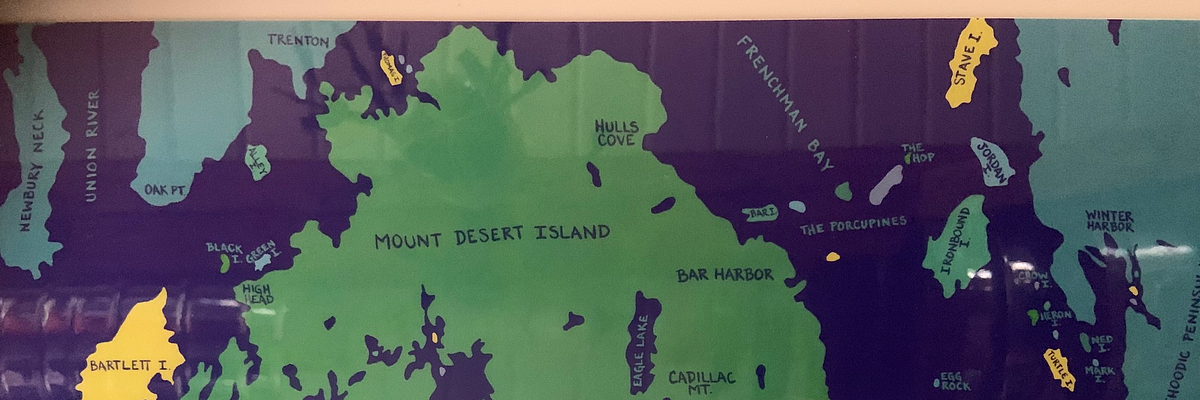 TRENTON
NEWBURY NECK
UNION RIVER
OAK PT.
ALLEY I.
THOMAS I.
HULLS
COVE
FRENCHMAN BAY
STAVE I.
THE
HOP
JORDAN
I.
BAR I.
THE PORCUPINES
IRONBOUND
I.
WINTER
HARBOR
MOUNT DESERT ISLAND
BLACK
I.
GREEN
I.
HIGH
HEAD
BAR HARBOR
BARTLETT I.
EAGLE LAKE
CADILLAC
MT.
CROW
I.
HERON
I.
NED
I.
TURTLE I.
MARK
I.
EGG
ROCK
SCHOODIC PENINSULA